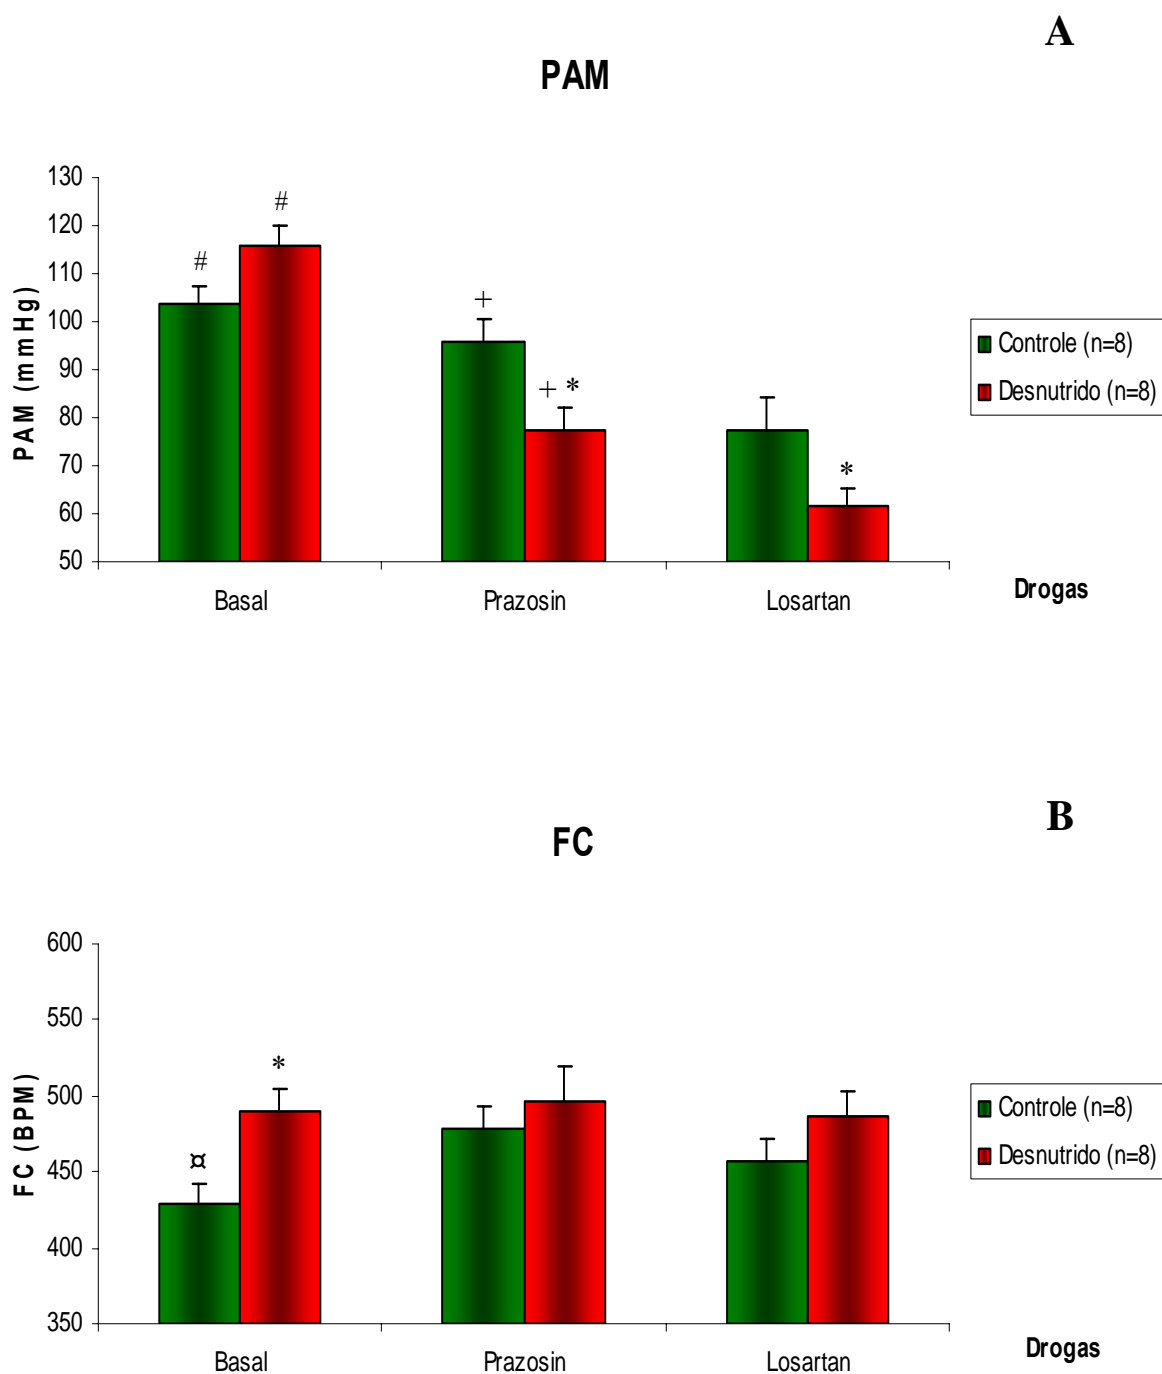 A
PAM
130
120
110
100
90
80
70
60
50
PAM (mmHg)
#
#
+
+ *
*
Basal
Prazosin
Losartan
Drogas
Controle (n=8)
Desnutrido (n=8)
B
FC
600
550
500
450
400
350
FC (BPM)
¤
*
Basal
Prazosin
Losartan
Drogas
Controle (n=8)
Desnutrido (n=8)